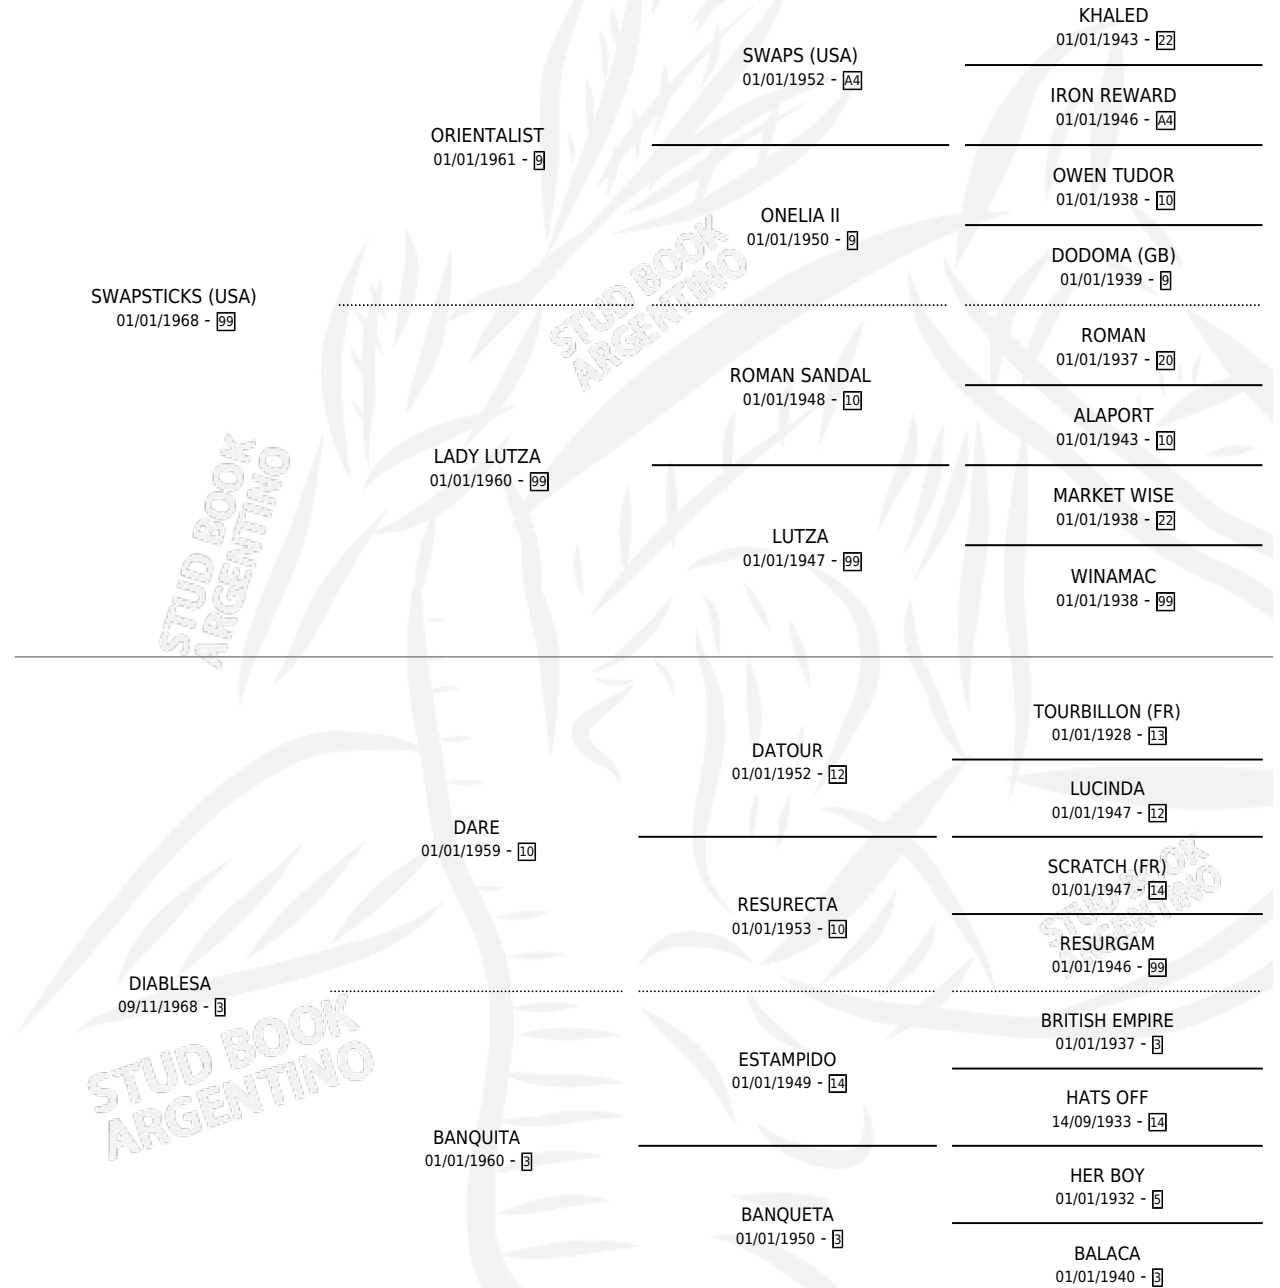 KHALED
01/01/1943 - 22
SWAPS (USA)
01/01/1952 - A4
IRON REWARD
01/01/1946 - A4
ORIENTALIST
01/01/1961 - 9
OWEN TUDOR
01/01/1938 - 10
ONELIA II
01/01/1950 - 9
DODOMA (GB)
01/01/1939 - 9
SWAPSTICKS (USA)
01/01/1968 - 99
ROMAN
01/01/1937 - 20
ROMAN SANDAL
01/01/1948 - 10
ALAPORT
01/01/1943 - 10
LADY LUTZA
01/01/1960 - 99
MARKET WISE
01/01/1938 - 22
LUTZA
01/01/1947 - 99
WINAMAC
01/01/1938 - 99
TOURBILLON (FR)
01/01/1928 - 13
DATOUR
01/01/1952 - 12
LUCINDA
01/01/1947 - 12
DARE
01/01/1959 - 10
SCRATCH (FR)
01/01/1947 - 14
RESURECTA
01/01/1953 - 10
RESURGAM
01/01/1946 - 99
DIABLESA
09/11/1968 - 3
BRITISH EMPIRE
01/01/1937 - 3
ESTAMPIDO
01/01/1949 - 14
HATS OFF
14/09/1933 - 14
BANQUITA
01/01/1960 - 3
HER BOY
01/01/1932 - 5
BANQUETA
01/01/1950 - 3
BALACA
01/01/1940 - 3
STUD BOOK
ARGENTINO
STUD BOOK
ARGENTINO
STUD BOOK
ARGENTINO
STUD BOOK
ARGENTINO